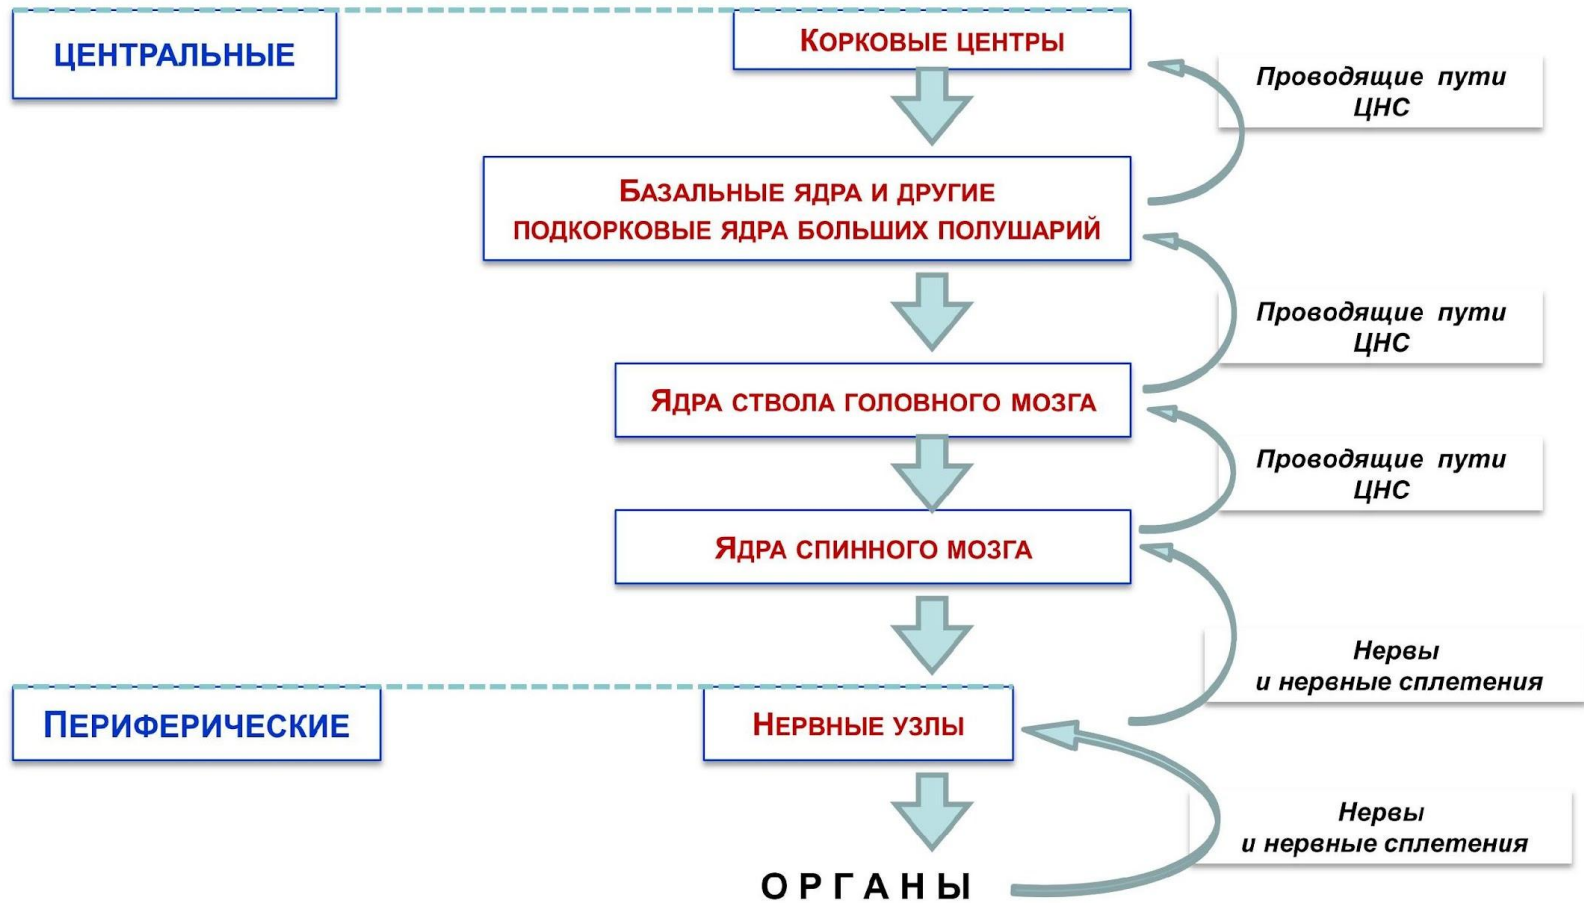 ЦЕНТРАЛЬНЫЕ
КОРКОВЫЕ ЦЕНТРЫ
Проводящие пути
ЦНС
БАЗАЛЬНЫЕ ЯДРА И ДРУГИЕ
ПОДКОРКОВЫЕ ЯДРА БОЛЬШИХ ПОЛУШАРИЙ
Проводящие пути
ЦНС
ЯДРА СТВОЛА ГОЛОВНОГО МОЗГА
Проводящие пути
ЦНС
ЯДРА СПИННОГО МОЗГА
Нервы
и нервные сплетения
ПЕРИФЕРИЧЕСКИЕ
НЕРВНЫЕ УЗЛЫ
Нервы
и нервные сплетения
ОРГАНЫ